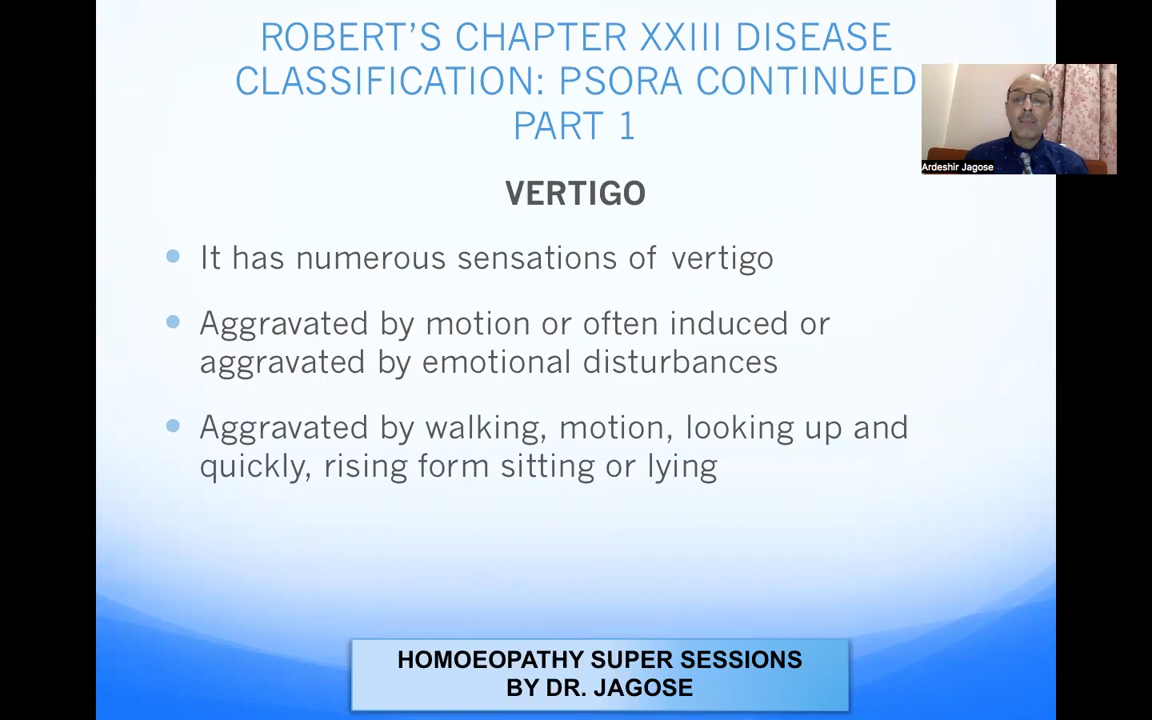 ROBERT’S CHAPTER XXIII DISEASE
CLASSIFICATION: PSORA CONTINUED
PART 1
Ardeshir Jagose
VERTIGO
It has numerous sensations of vertigo
Aggravated by motion or often induced or
aggravated by emotional disturbances
Aggravated by walking, motion, looking up and
quickly, rising form sitting or lying
HOMOEOPATHY SUPER SESSIONS
BY DR. JAGOSE